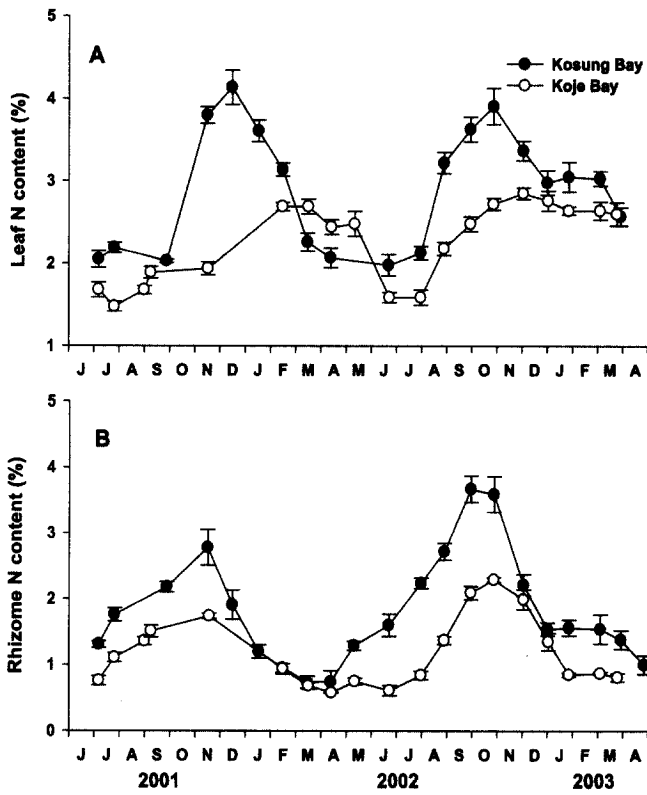 5
A
Kosung Bay
Koje Bay
4
3
2
1
Leaf N content (%)
J J A S O N D J F M A M J J A S O N D J F M A
5
B
4
3
2
1
0
Rhizome N content (%)
J J A S O N D J F M A M J J A S O N D J F M A
2001 2002 2003